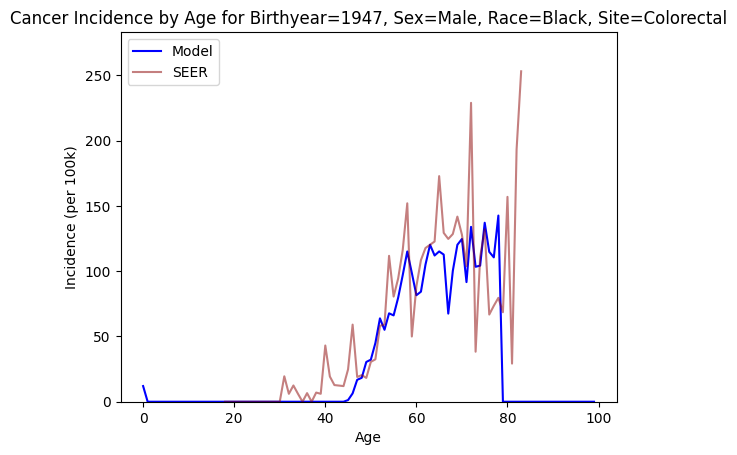 Cancer Incidence by Age for Birthyear=1947, Sex=Male, Race=Black, Site=Colorectal
Model
SEER
250
200
150
100
50
0
Incidence (per 100k)
0 20 40 60 80 100
Age